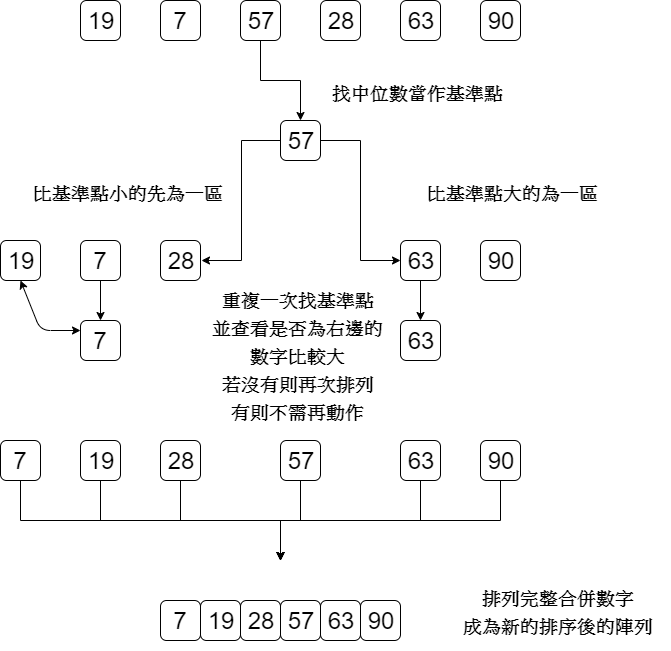 19 7 57 28 63 90
找中位數當作基準點
57
比基準點小的先為一區
比基準點大的為一區
19 7 28 63 90
重複一次找基準點
並查看是否為右邊的
數字比較大
若沒有則再次排列
有則不需再動作
7 63
7 19 28 57 63 90
7 19 28 57 63 90
排列完整合併數字
成為新的排序後的陣列